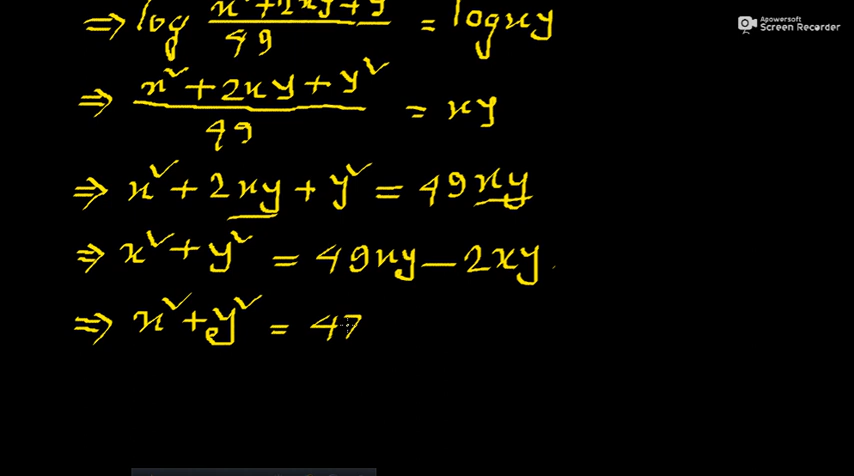 ⇒ log (x² + 2xy + y²)/49 = log xy
Apowersoft
Screen Recorder
⇒ (x² + 2xy + y²)/49 = xy
⇒ x² + 2xy + y² = 49xy
⇒ x² + y² = 49xy − 2xy
⇒ x² + y² = 47